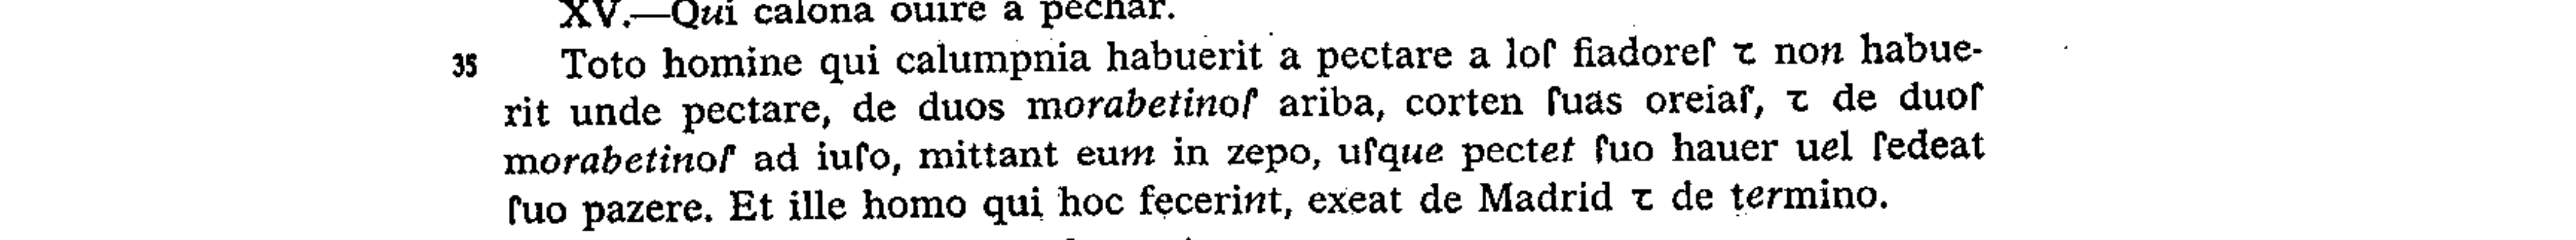 XV.—Qui calona ouire a pechar.
35 Toto homine qui calumpnia habuerit a pectare a loſ fiadoreſ τ non habue-
rit unde pectare, de duos morabetinoſ ariba, corten ſuas oreiaſ, τ de duoſ
morabetinoſ ad iuſo, mittant eum in zepo, uſque pectet ſuo hauer uel ſedeat
ſuo pazere. Et ille homo qui hoc fecerint, exeat de Madrid τ de termino.